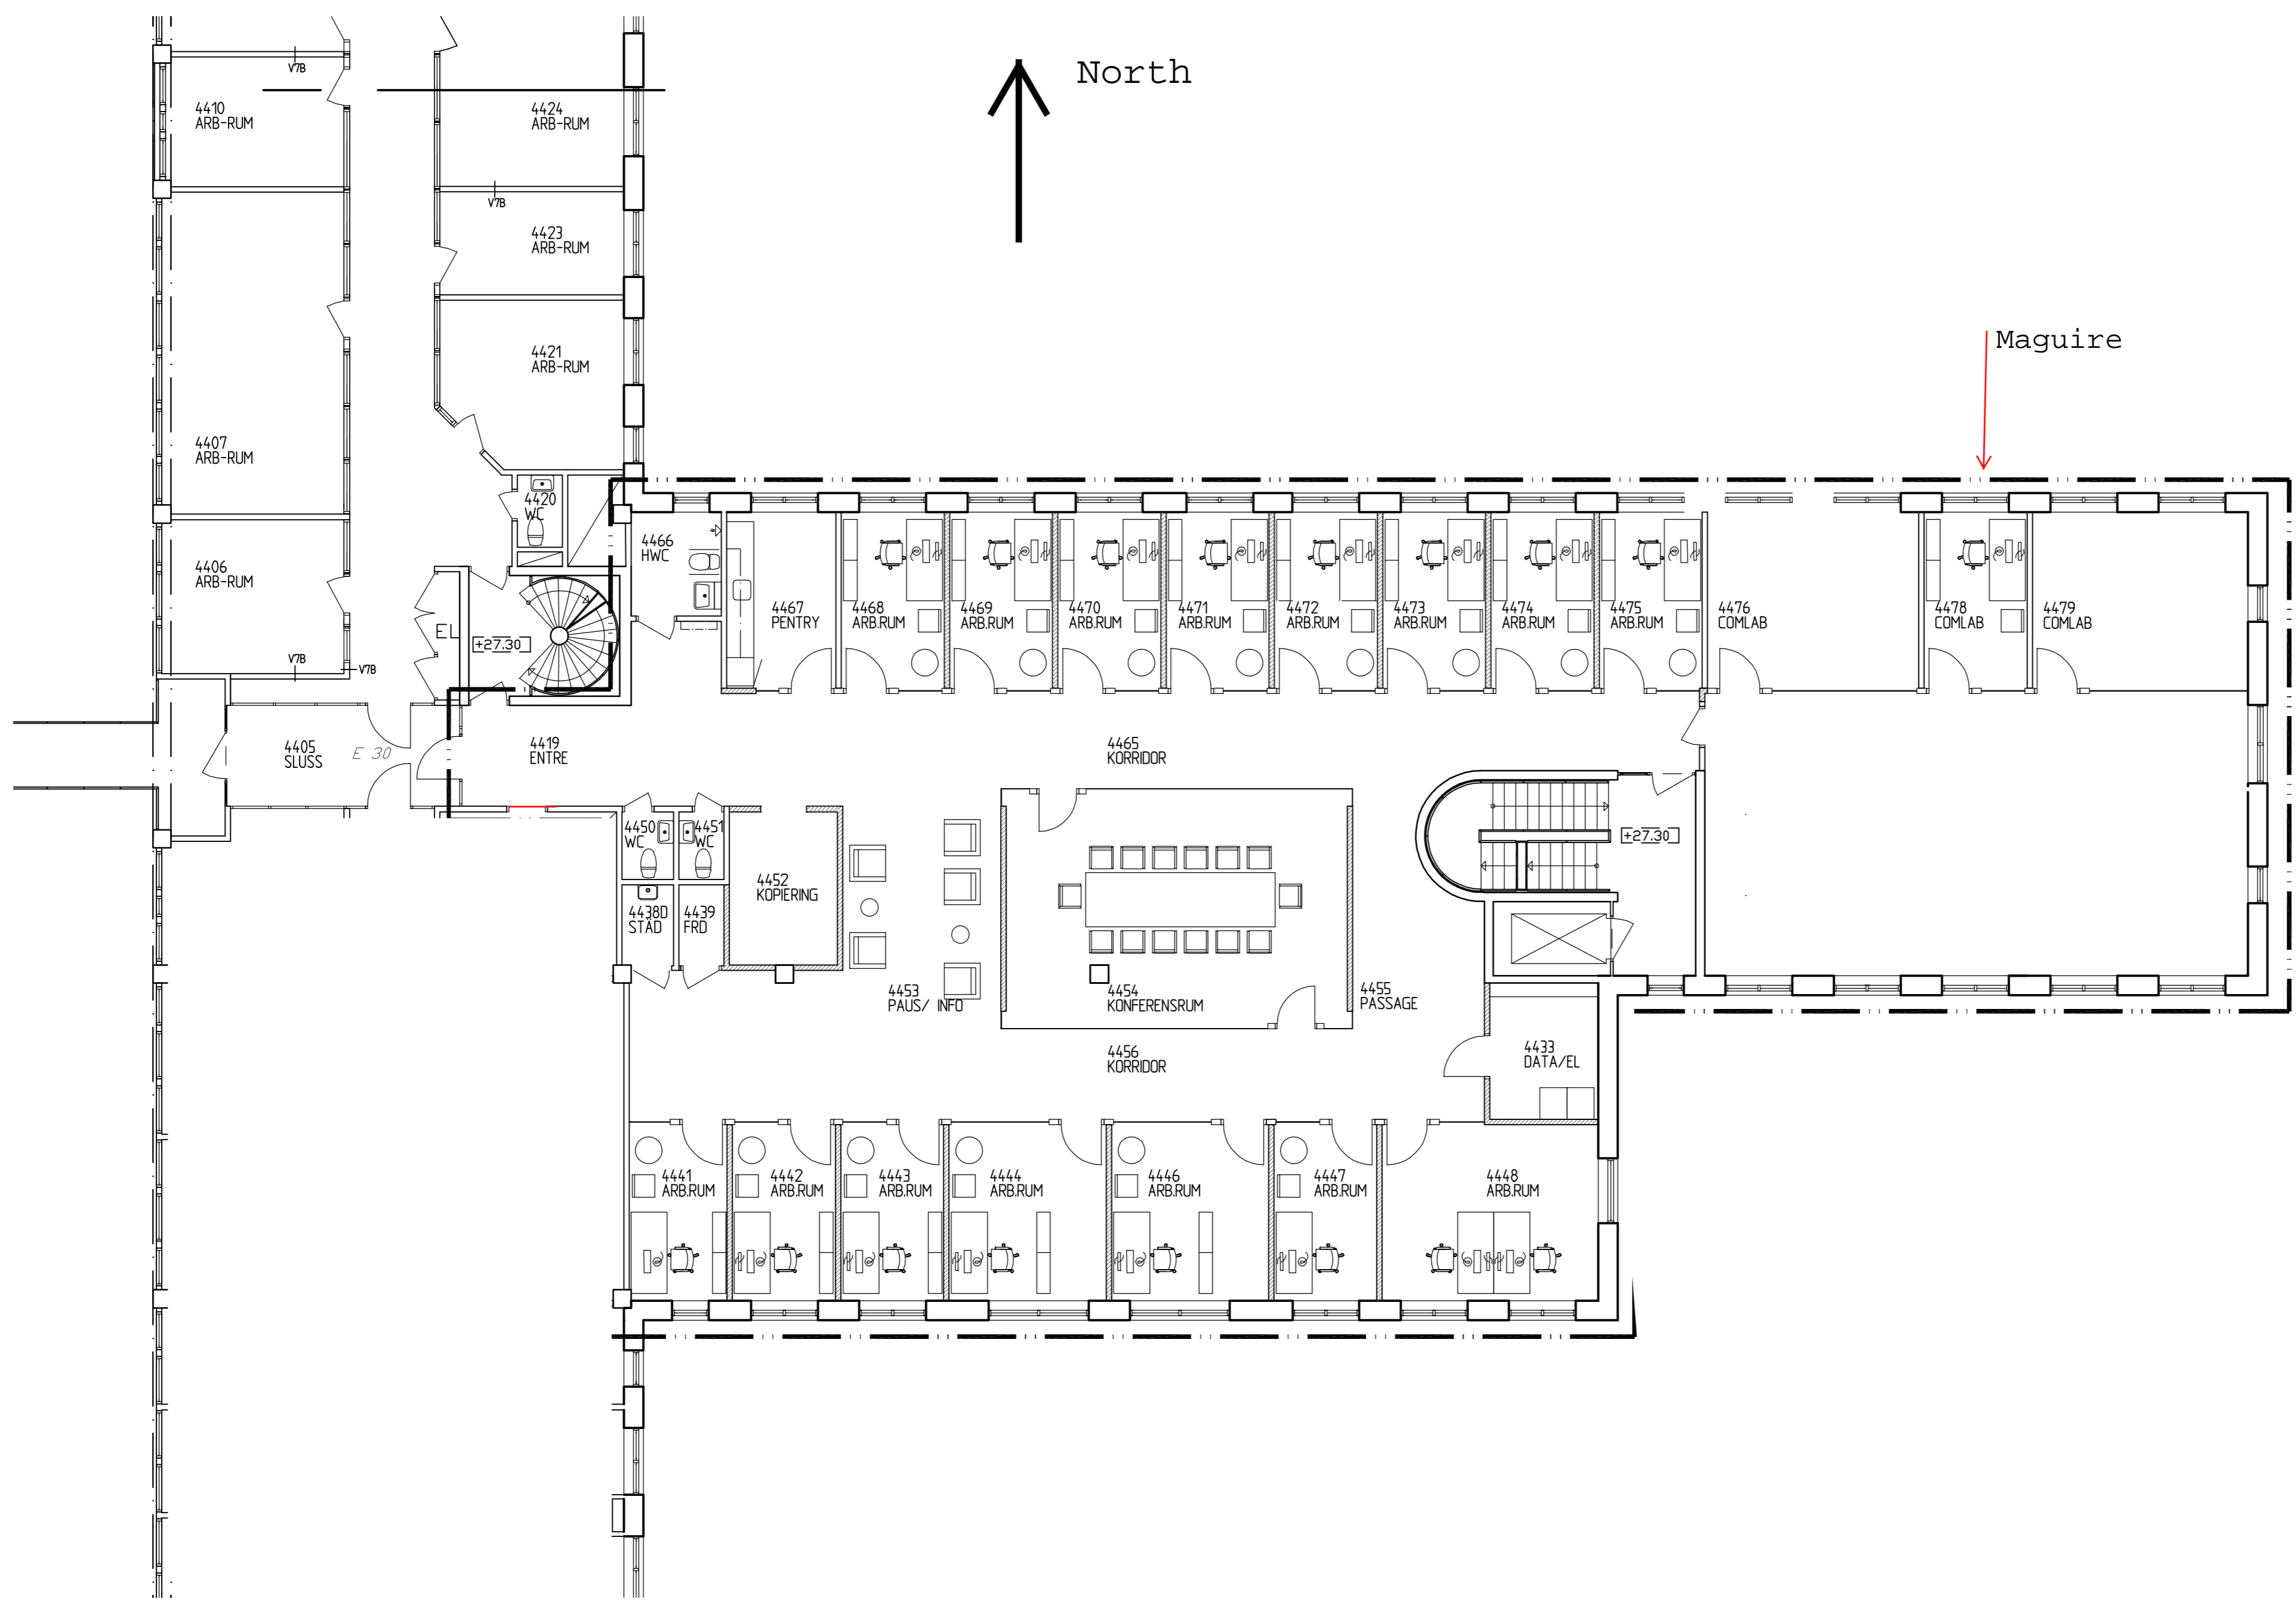 North
V7B
4410
ARB-RUM
4424
ARB-RUM
V7B
4423
ARB-RUM
Maguire
4421
ARB-RUM
4407
ARB-RUM
4420
WC
4466
HWC
4406
ARB-RUM
EL
+27.30
4467
PENTRY
4468
ARB.RUM
4469
ARB.RUM
4470
ARB.RUM
4471
ARB.RUM
4472
ARB.RUM
4473
ARB.RUM
4474
ARB.RUM
4475
ARB.RUM
4476
COMLAB
4478
COMLAB
4479
COMLAB
V7B
V7B
4405
SLUSS
E 30
4419
ENTRE
4465
KORRIDOR
4450
WC
4451
WC
+27.30
4452
KOPIERING
4438D
STÄD
4439
FRD
4453
PAUS/ INFO
4454
KONFERENSRUM
4455
PASSAGE
4456
KORRIDOR
4433
DATA/EL
4441
ARB.RUM
4442
ARB.RUM
4443
ARB.RUM
4444
ARB.RUM
4446
ARB.RUM
4447
ARB.RUM
4448
ARB.RUM